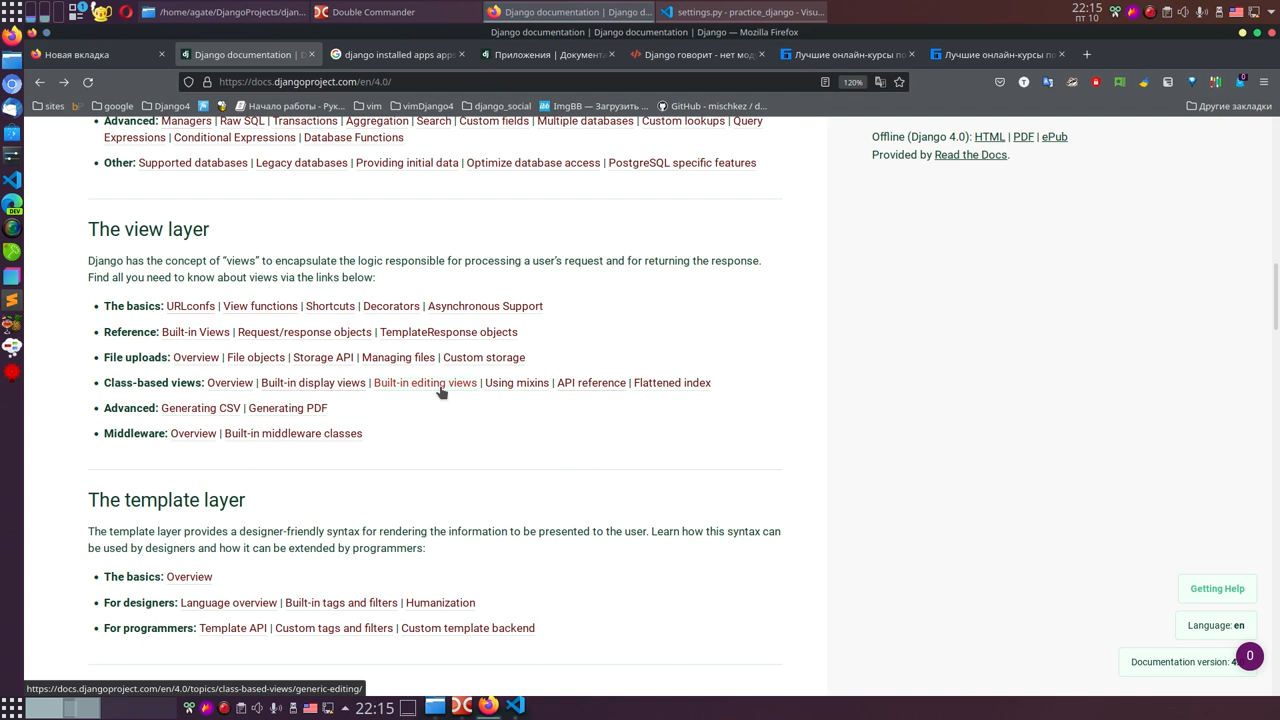 /home/agate/DjangoProjects/djan...
Double Commander
Django documentation | Django d...
settings.py - practice_django - Visu...
22:15
пт 10
Django documentation | Django documentation | Django — Mozilla Firefox
Новая вкладка
Django documentation | D
django installed apps apps
Приложения | Документа
Django говорит - нет мод
Лучшие онлайн-курсы по
Лучшие онлайн-курсы по
https://docs.djangoproject.com/en/4.0/
120%
sites
google
Django4
Начало работы - Рук...
vim
vimDjango4
django_social
ImgBB — Загрузить ...
GitHub - mischkez / d...
Другие закладки
Advanced: Managers | Raw SQL | Transactions | Aggregation | Search | Custom fields | Multiple databases | Custom lookups | Query
Expressions | Conditional Expressions | Database Functions
Other: Supported databases | Legacy databases | Providing initial data | Optimize database access | PostgreSQL specific features
Offline (Django 4.0): HTML | PDF | ePub
Provided by Read the Docs.
The view layer
Django has the concept of “views” to encapsulate the logic responsible for processing a user’s request and for returning the response.
Find all you need to know about views via the links below:
The basics: URLconfs | View functions | Shortcuts | Decorators | Asynchronous Support
Reference: Built-in Views | Request/response objects | TemplateResponse objects
File uploads: Overview | File objects | Storage API | Managing files | Custom storage
Class-based views: Overview | Built-in display views | Built-in editing views | Using mixins | API reference | Flattened index
Advanced: Generating CSV | Generating PDF
Middleware: Overview | Built-in middleware classes
The template layer
The template layer provides a designer-friendly syntax for rendering the information to be presented to the user. Learn how this syntax can
be used by designers and how it can be extended by programmers:
The basics: Overview
For designers: Language overview | Built-in tags and filters | Humanization
For programmers: Template API | Custom tags and filters | Custom template backend
Getting Help
Language: en
Documentation version: 4.
0
https://docs.djangoproject.com/en/4.0/topics/class-based-views/generic-editing/
22:15